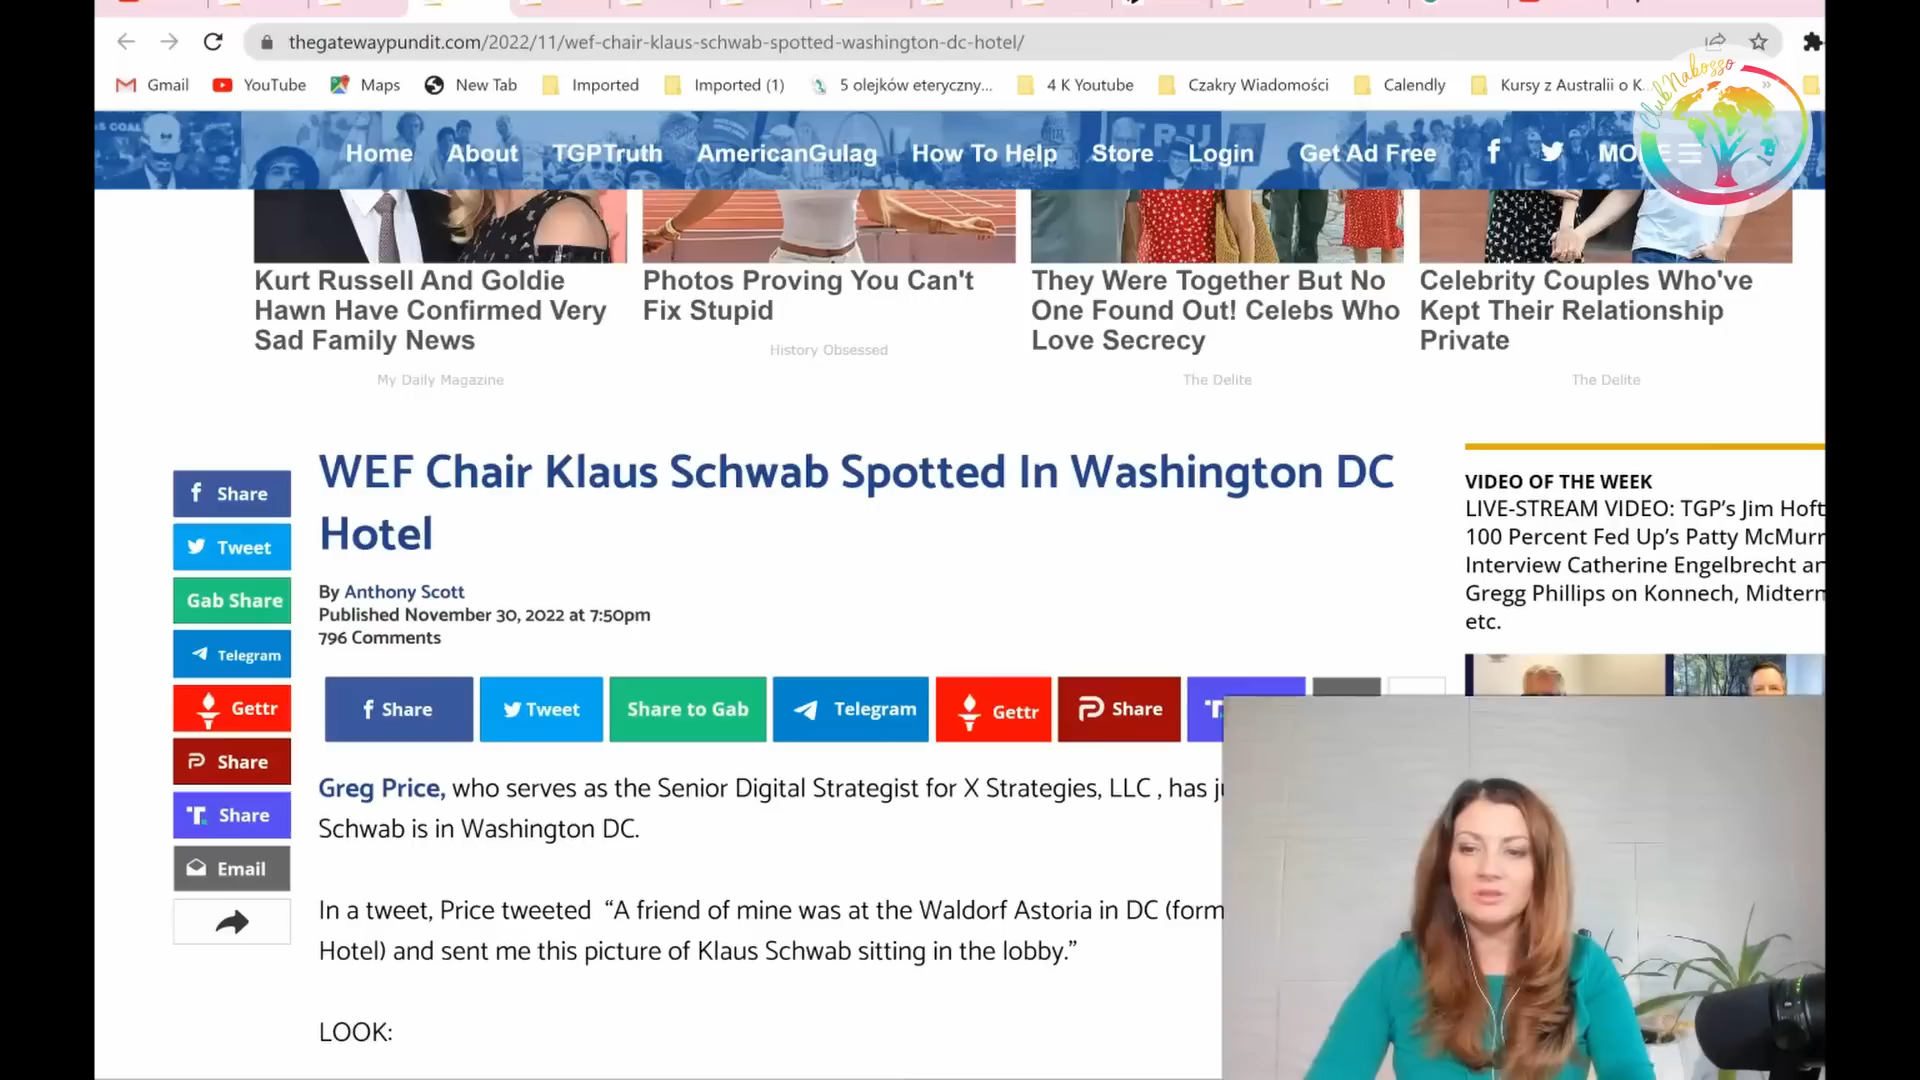 thegatewaypundit.com/2022/11/wef-chair-klaus-schwab-spotted-washington-dc-hotel/
Gmail YouTube Maps New Tab Imported Imported (1) 5 olejków eteryczny... 4 K Youtube Czakry Wiadomości Calendly Kursy z Australii o K...
ClubNabosso
Home About TGPTruth AmericanGulag How To Help Store Login Get Ad Free
Kurt Russell And Goldie
Hawn Have Confirmed Very
Sad Family News
My Daily Magazine
Photos Proving You Can't
Fix Stupid
History Obsessed
They Were Together But No
One Found Out! Celebs Who
Love Secrecy
The Delite
Celebrity Couples Who've
Kept Their Relationship
Private
The Delite
WEF Chair Klaus Schwab Spotted In Washington DC
Hotel
By Anthony Scott
Published November 30, 2022 at 7:50pm
796 Comments
Share
Tweet
Gab Share
Telegram
Gettr
Share
Share
Email
Share Tweet Share to Gab Telegram Gettr Share
Greg Price, who serves as the Senior Digital Strategist for X Strategies, LLC , has
Schwab is in Washington DC.
In a tweet, Price tweeted “A friend of mine was at the Waldorf Astoria in DC (form
Hotel) and sent me this picture of Klaus Schwab sitting in the lobby.”
LOOK:
VIDEO OF THE WEEK
LIVE-STREAM VIDEO: TGP’s Jim Hoft
100 Percent Fed Up’s Patty McMurr
Interview Catherine Engelbrecht an
Gregg Phillips on Konnech, Midterm
etc.